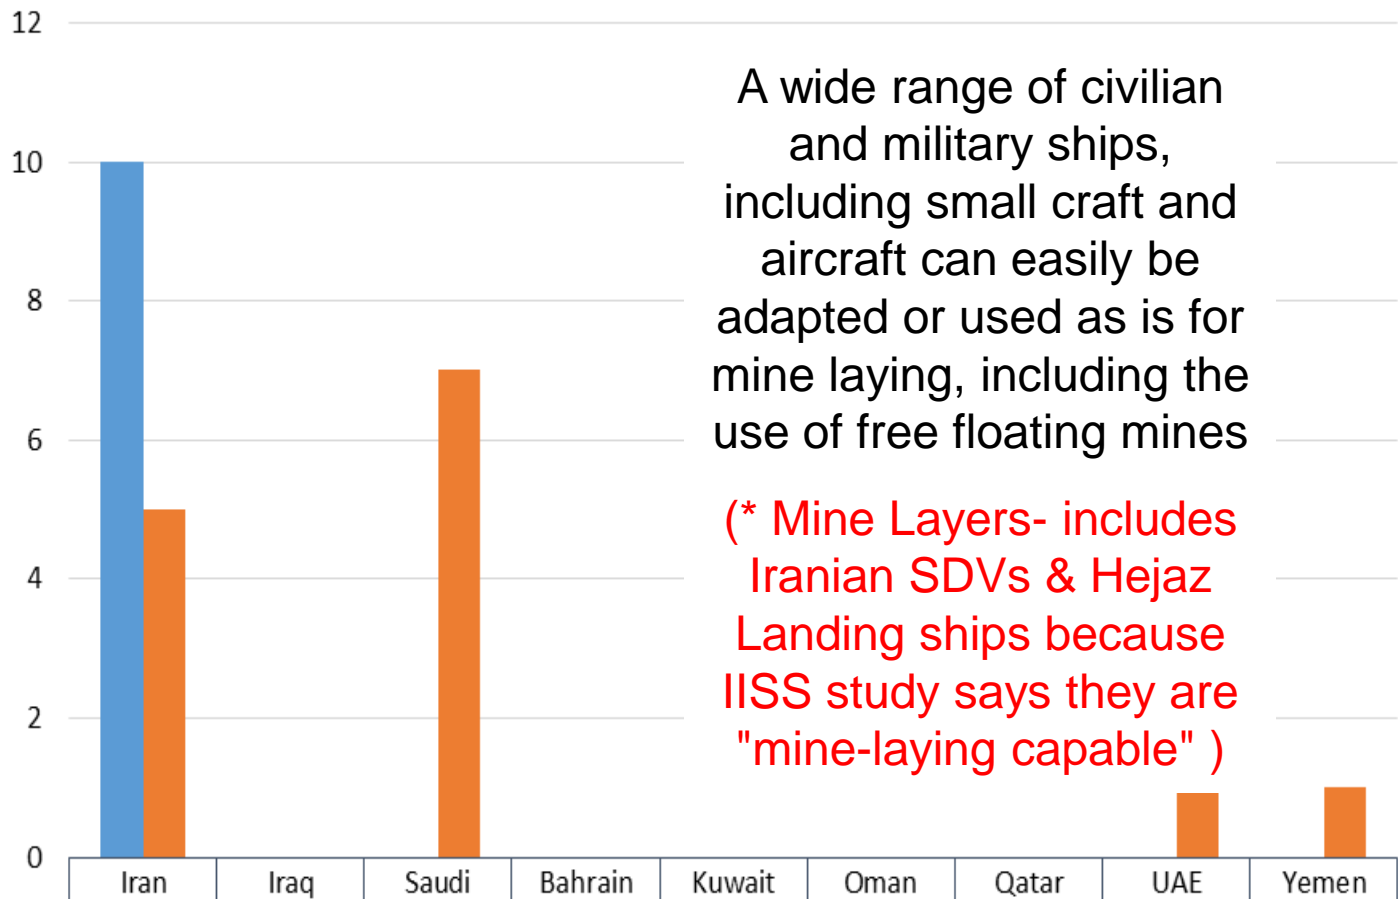 12
10
8
6
4
2
0
A wide range of civilian
and military ships,
including small craft and
aircraft can easily be
adapted or used as is for
mine laying, including the
use of free floating mines
(* Mine Layers- includes
Iranian SDVs & Hejaz
Landing ships because
IISS study says they are
"mine-laying capable" )
Iran Iraq Saudi Bahrain Kuwait Oman Qatar UAE Yemen